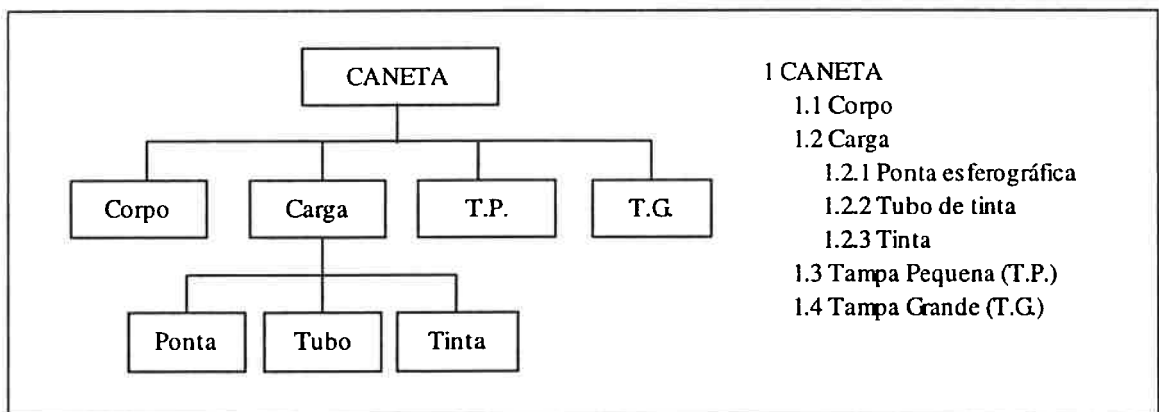 CANETA
Corpo
Carga
T.P.
T.G.
Ponta
Tubo
Tinta
1 CANETA
1.1 Corpo
1.2 Carga
1.2.1 Ponta esferográfica
1.2.2 Tubo de tinta
1.2.3 Tinta
1.3 Tampa Pequena (T.P.)
1.4 Tampa Grande (T.G.)